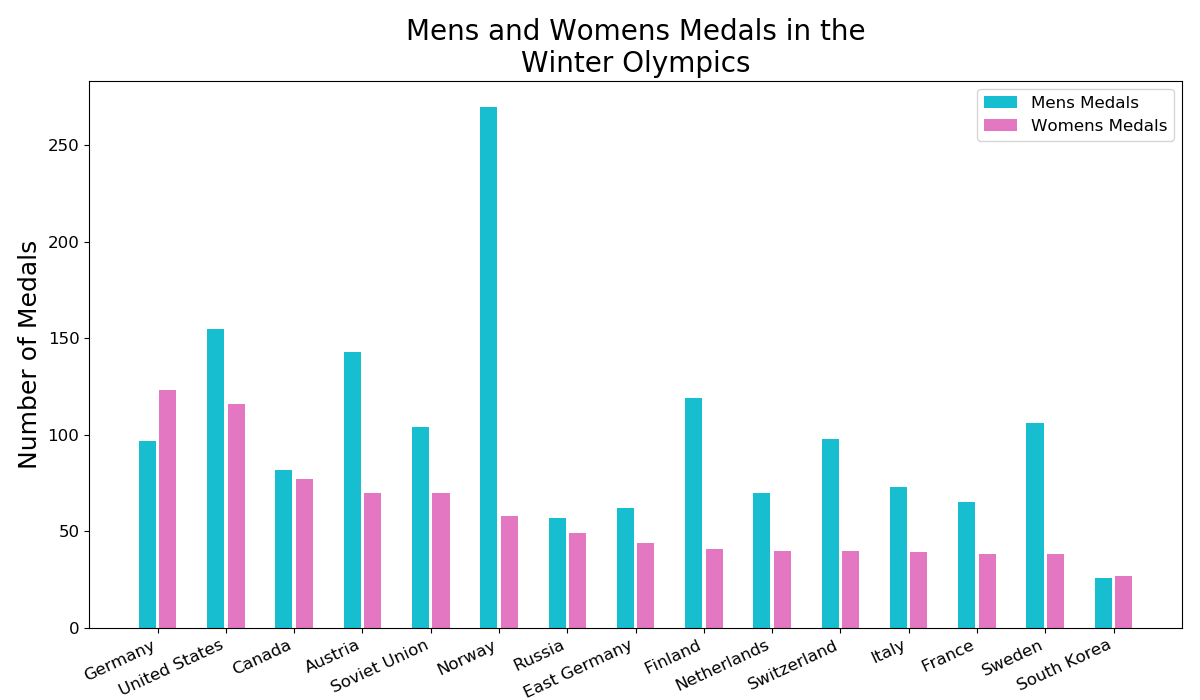 Mens and Womens Medals in the
Winter Olympics
Mens Medals
Womens Medals
Number of Medals
250
200
150
100
50
0
Germany
United States
Canada
Austria
Soviet Union
Norway
Russia
East Germany
Finland
Netherlands
Switzerland
Italy
France
Sweden
South Korea